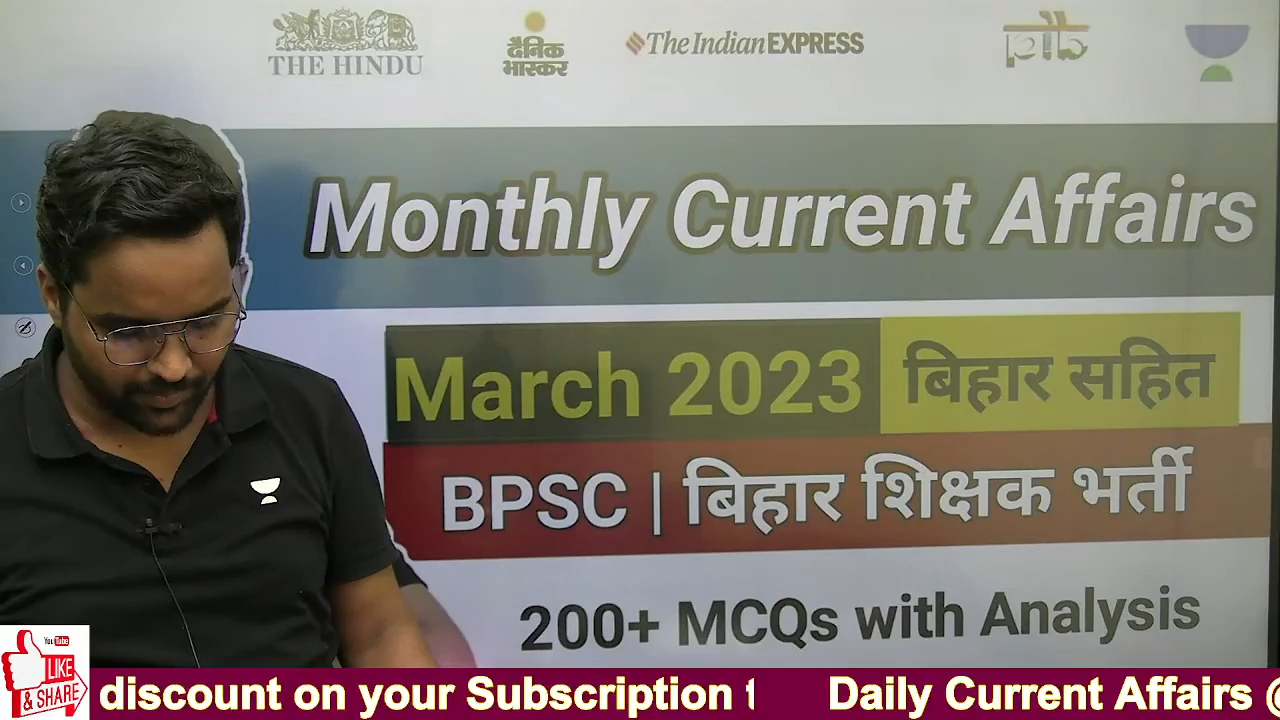 THE HINDU
दैनिक
भास्कर
The Indian EXPRESS
pib
Monthly Current Affairs
March 2023 बिहार सहित
BPSC | बिहार शिक्षक भर्ती
200+ MCQs with Analysis
YouTube
LIKE
& SHARE
discount on your Subscription Daily Current Affairs @